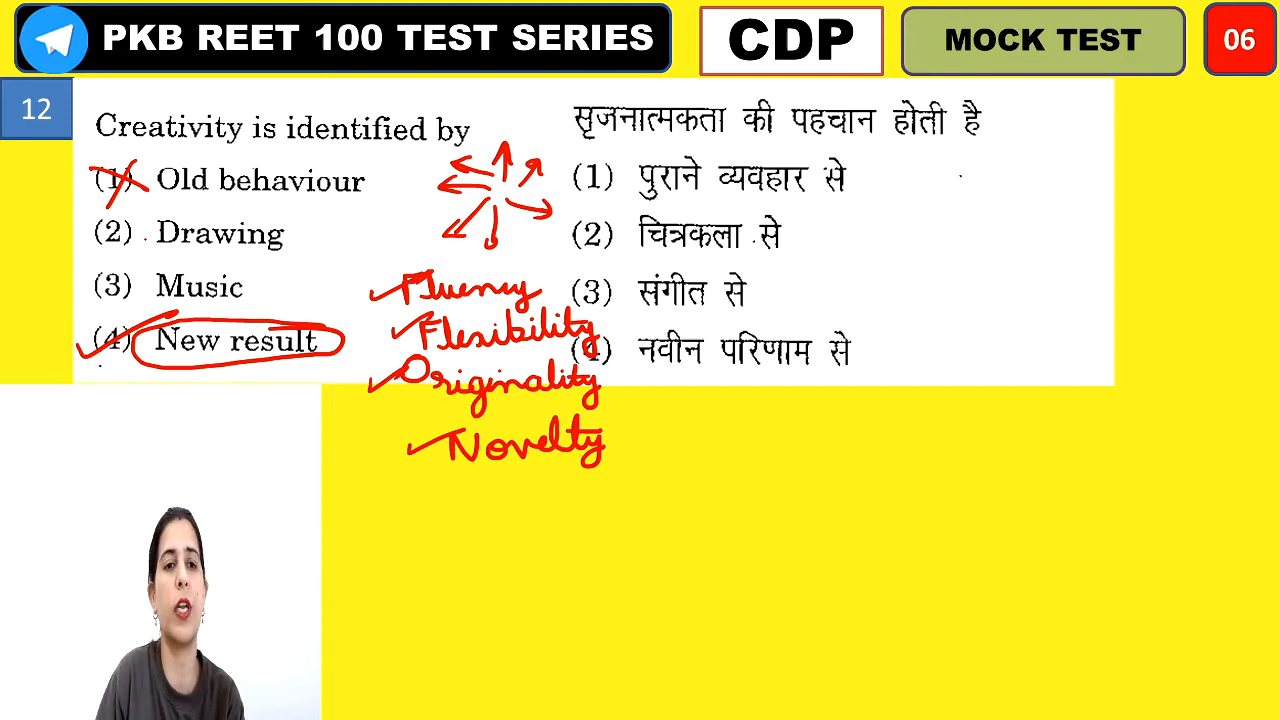 PKB REET 100 TEST SERIES
CDP
MOCK TEST
06
12
Creativity is identified by
(1) Old behaviour
(2) Drawing
(3) Music
(4) New result
सृजनात्मकता की पहचान होती है
(1) पुराने व्यवहार से
(2) चित्रकला से
(3) संगीत से
(4) नवीन परिणाम से
Fluency
Flexibility
Originality
Novelty